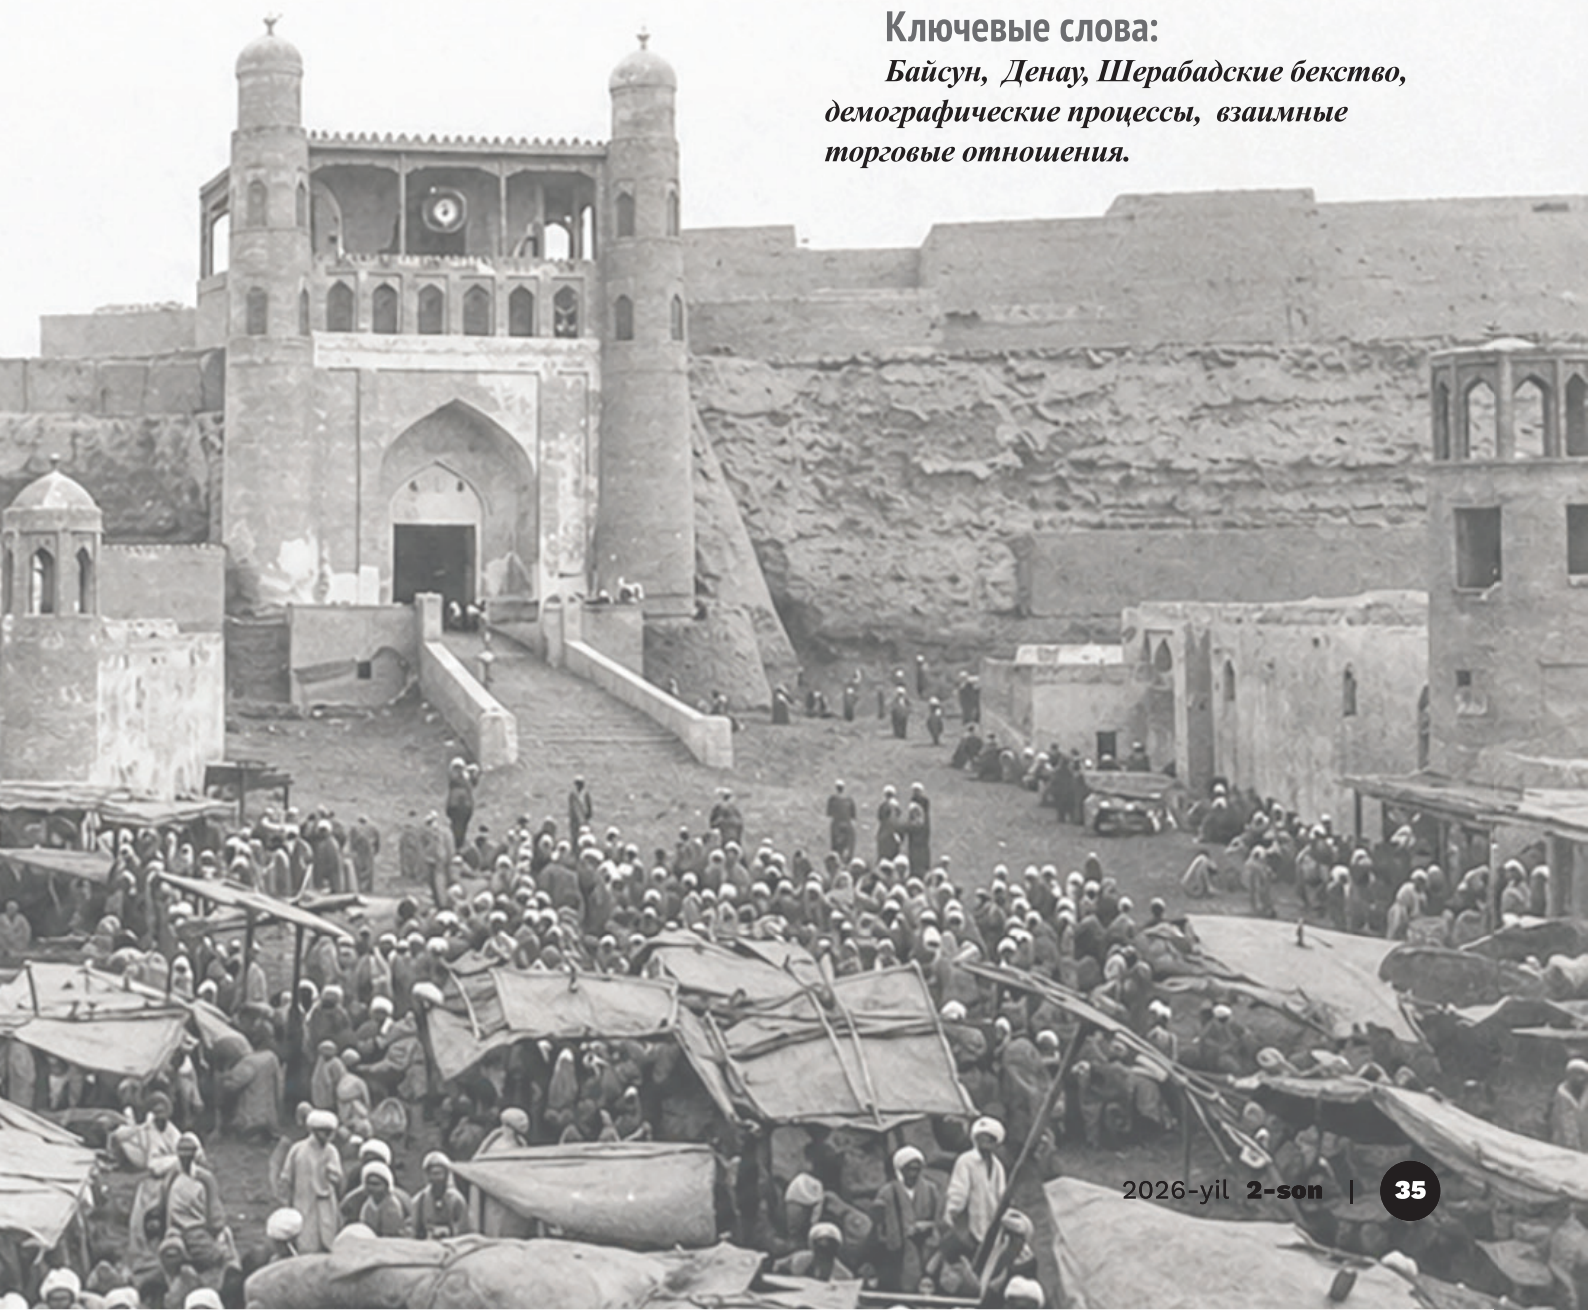 Ключевые слова:
Байсун, Денау, Шерабадские бекство,
демографические процессы, взаимные
торговые отношения.
2026-yil 2-son | 35